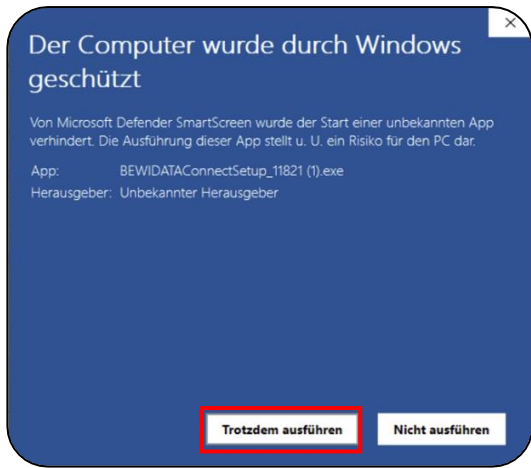 Der Computer wurde durch Windows
geschützt
Von Microsoft Defender SmartScreen wurde der Start einer unbekannten App
verhindert. Die Ausführung dieser App stellt u. U. ein Risiko für den PC dar.
App: BEWIDATAConnectSetup_11821 (1).exe
Herausgeber: Unbekannter Herausgeber
Trotzdem ausführen Nicht ausführen